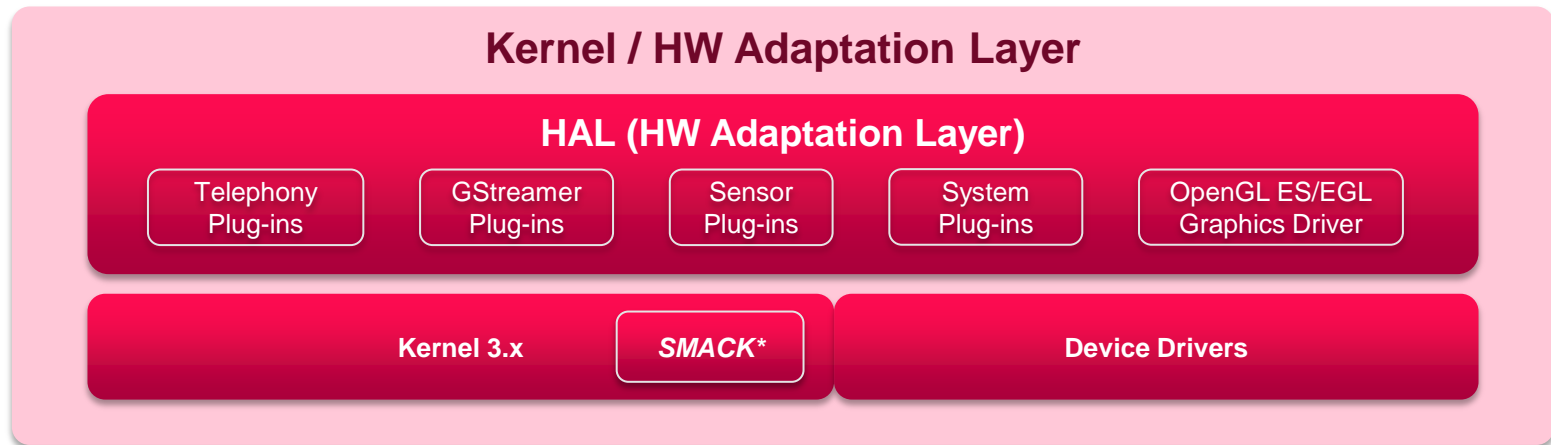 Kernel / HW Adaptation Layer
HAL (HW Adaptation Layer)
Telephony
Plug-ins
GStreamer
Plug-ins
Sensor
Plug-ins
System
Plug-ins
OpenGL ES/EGL
Graphics Driver
Kernel 3.x
SMACK*
Device Drivers